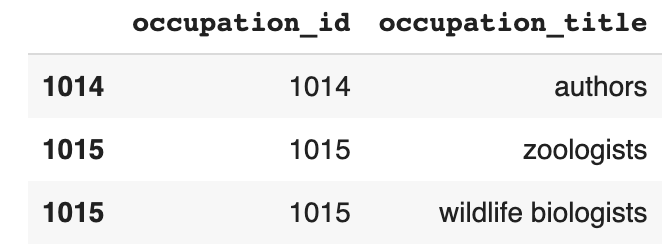 occupation_id occupation_title
1014 1014 authors
1015 1015 zoologists
1015 1015 wildlife biologists